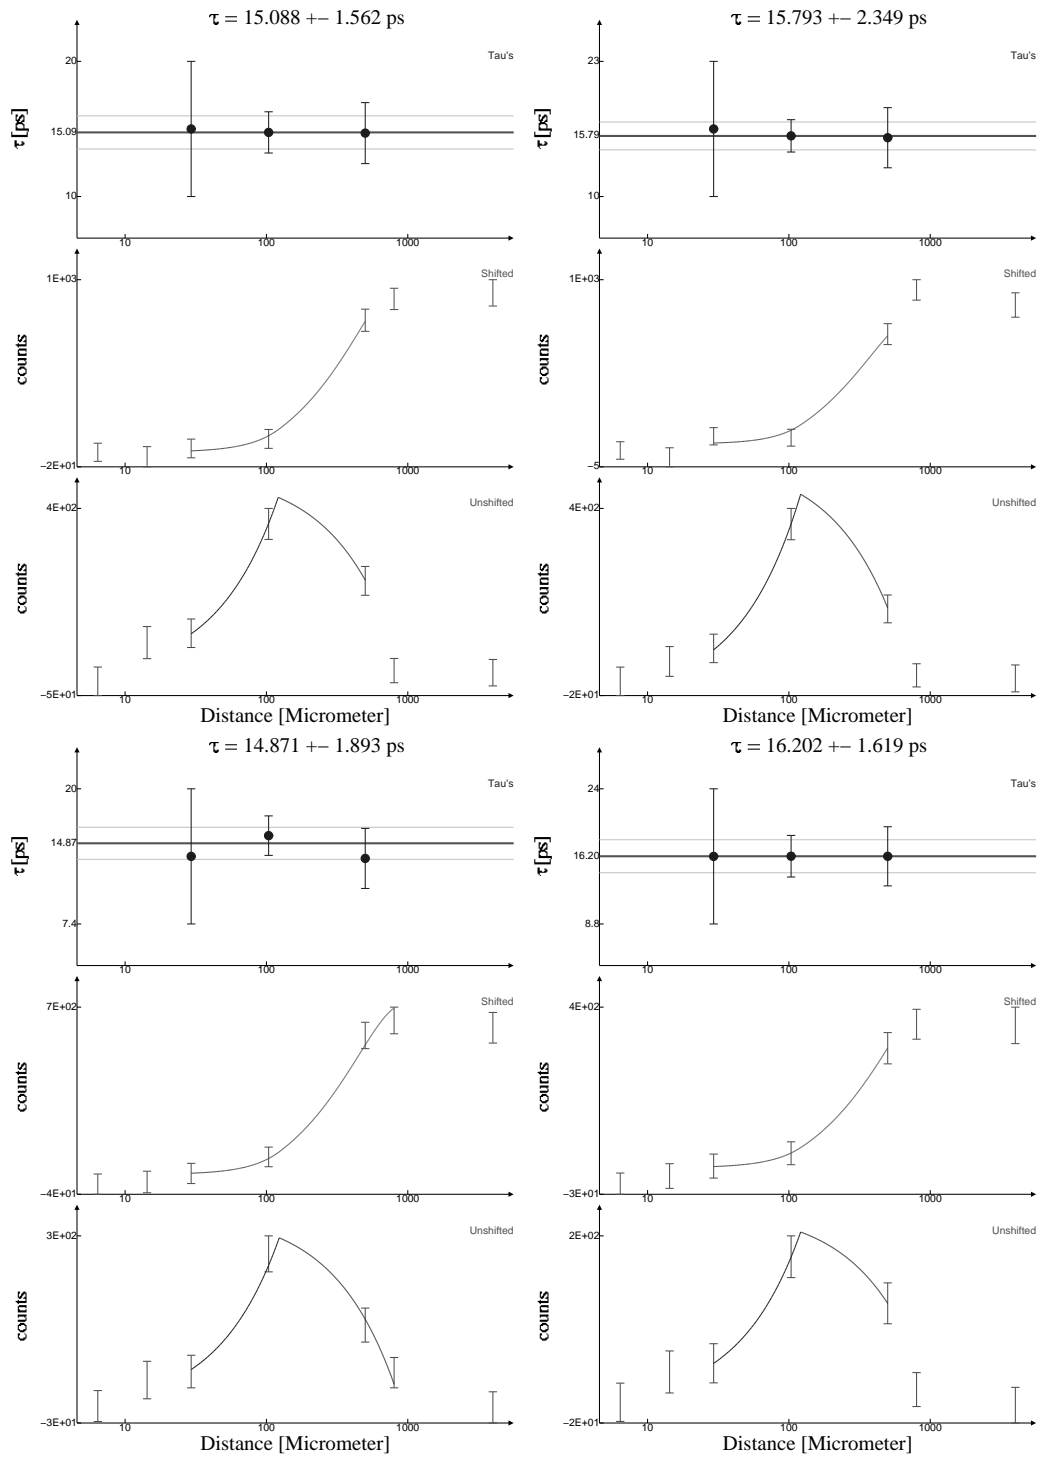 τ = 15.088 +− 1.562 ps
20
Tau's
τ [ps]
15.09
10
10 100 1000
1E+03
Shifted
counts
−2E+01
10 100 1000
4E+02
Unshifted
counts
−5E+01
10 100 1000
Distance [Micrometer]
τ = 15.793 +− 2.349 ps
23
Tau's
τ [ps]
15.79
10
10 100 1000
1E+03
Shifted
counts
−5
10 100 1000
4E+02
Unshifted
counts
−2E+01
10 100 1000
Distance [Micrometer]
τ = 14.871 +− 1.893 ps
20
Tau's
τ [ps]
14.87
7.4
10 100 1000
7E+02
Shifted
counts
−4E+01
10 100 1000
3E+02
Unshifted
counts
−3E+01
10 100 1000
Distance [Micrometer]
τ = 16.202 +− 1.619 ps
24
Tau's
τ [ps]
16.20
8.8
10 100 1000
4E+02
Shifted
counts
−3E+01
10 100 1000
2E+02
Unshifted
counts
−2E+01
10 100 1000
Distance [Micrometer]